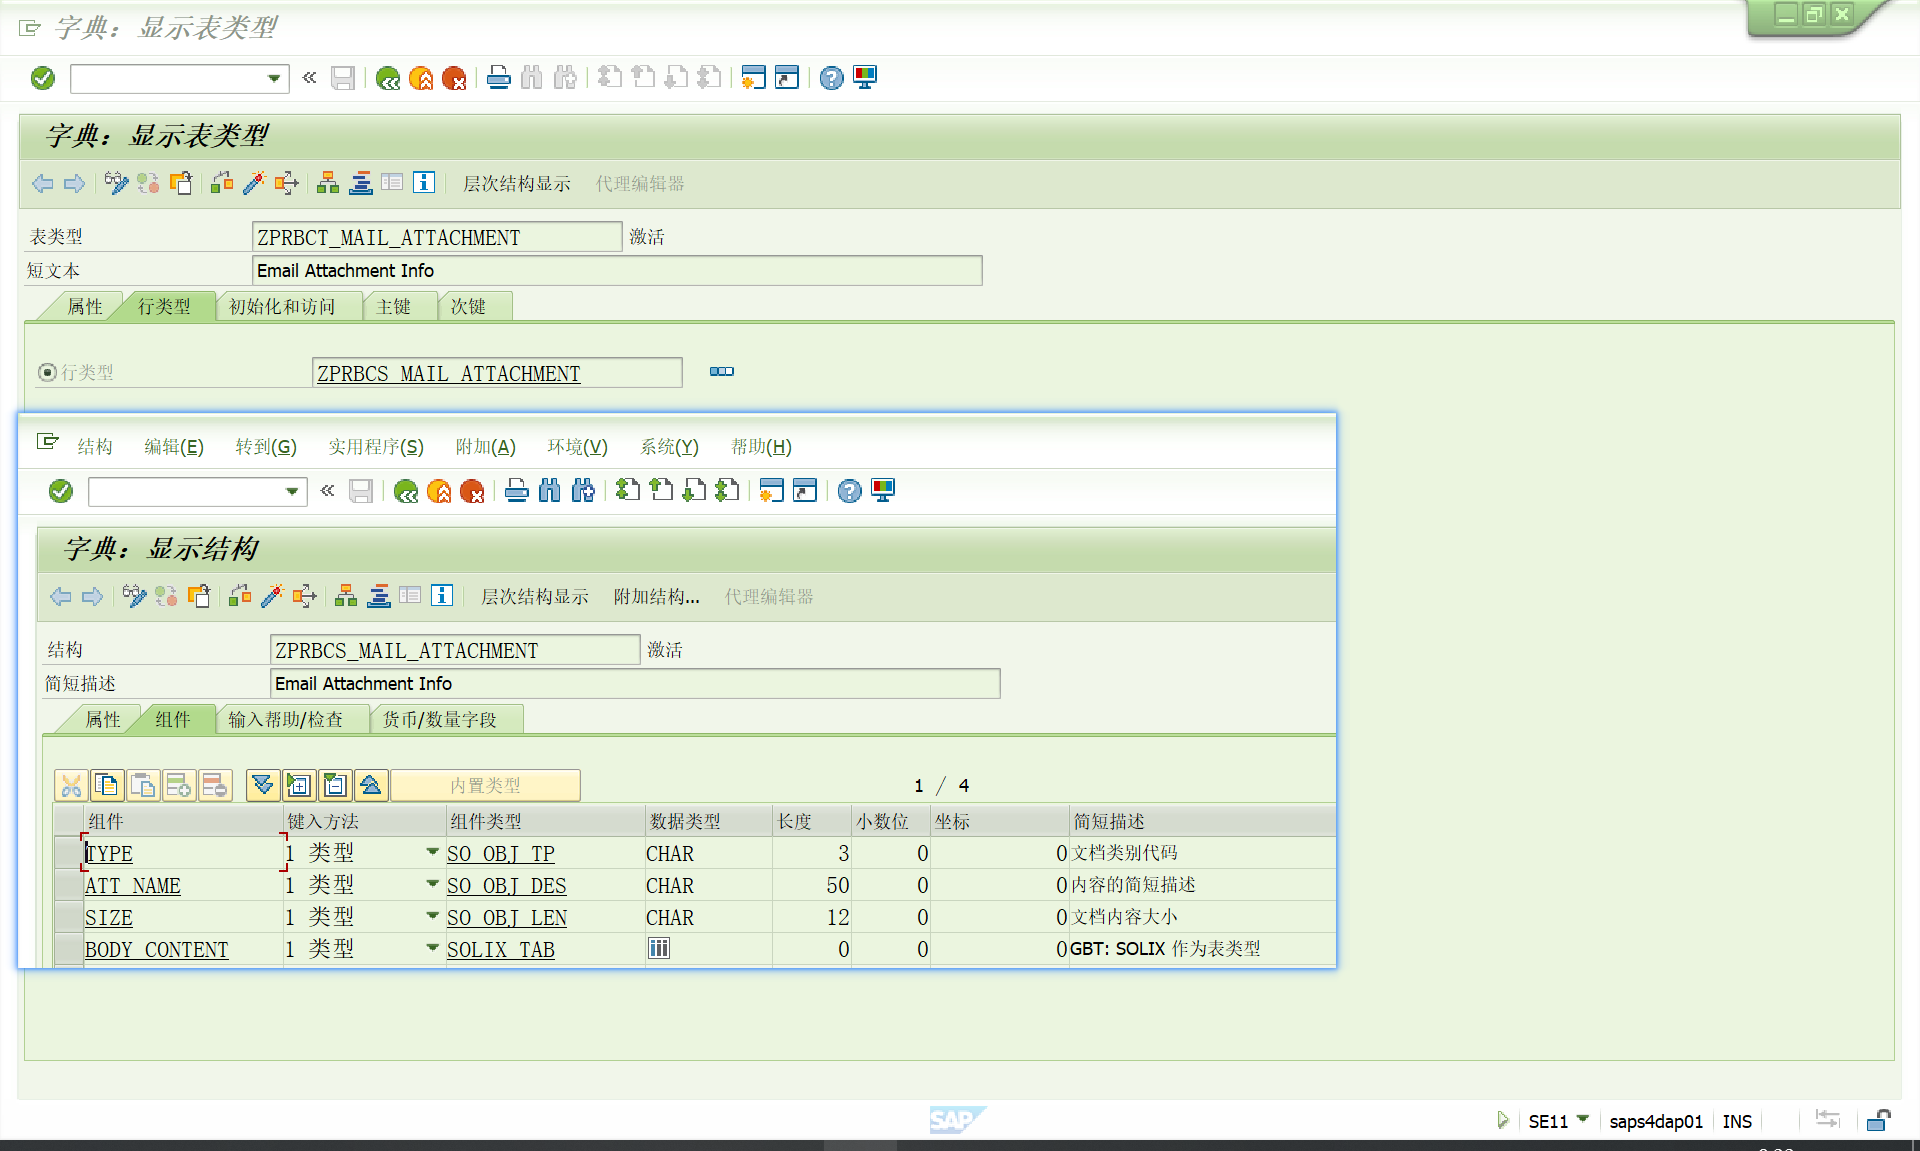 字典：显示表类型
字典：显示表类型
层次结构显示 代理编辑器
表类型 ZPRBCT_MAIL_ATTACHMENT 激活
短文本 Email Attachment Info
属性 行类型 初始化和访问 主键 次键
行类型 ZPRBCS_MAIL_ATTACHMENT
结构 编辑(E) 转到(G) 实用程序(S) 附加(A) 环境(V) 系统(Y) 帮助(H)
字典：显示结构
层次结构显示 附加结构... 代理编辑器
结构 ZPRBCS_MAIL_ATTACHMENT 激活
简短描述 Email Attachment Info
属性 组件 输入帮助/检查 货币/数量字段
内置类型 1 / 4
组件 键入方法 组件类型 数据类型 长度 小数位 坐标 简短描述
TYPE 1 类型 SO_OBJ_TP CHAR 3 0 0 文档类别代码
ATT_NAME 1 类型 SO_OBJ_DES CHAR 50 0 0 内容的简短描述
SIZE 1 类型 SO_OBJ_LEN CHAR 12 0 0 文档内容大小
BODY_CONTENT 1 类型 SOLIX_TAB 0 0 0 GBT: SOLIX 作为表类型
SAP SE11 saps4dap01 INS